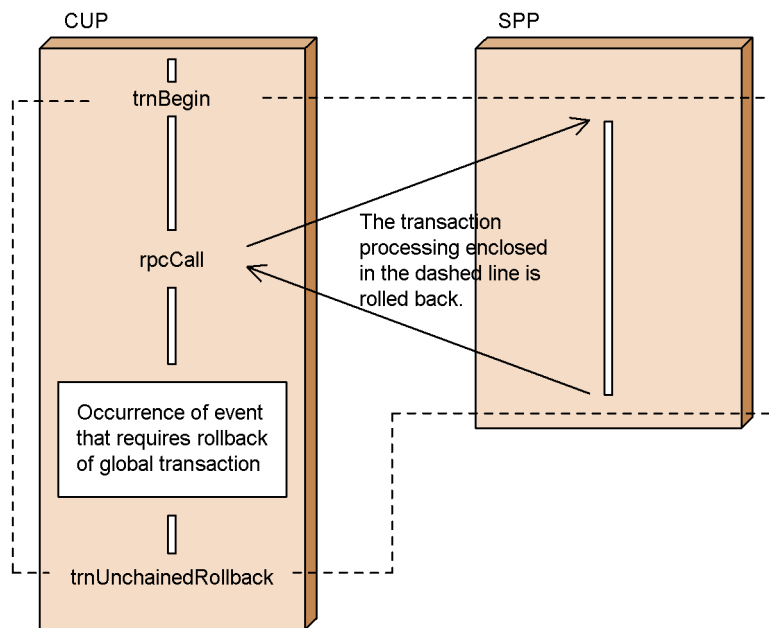 CUP
SPP
trnBegin
The transaction
processing enclosed
in the dashed line is
rolled back.
rpcCall
Occurrence of event
that requires rollback
of global transaction
trnUnchainedRollback